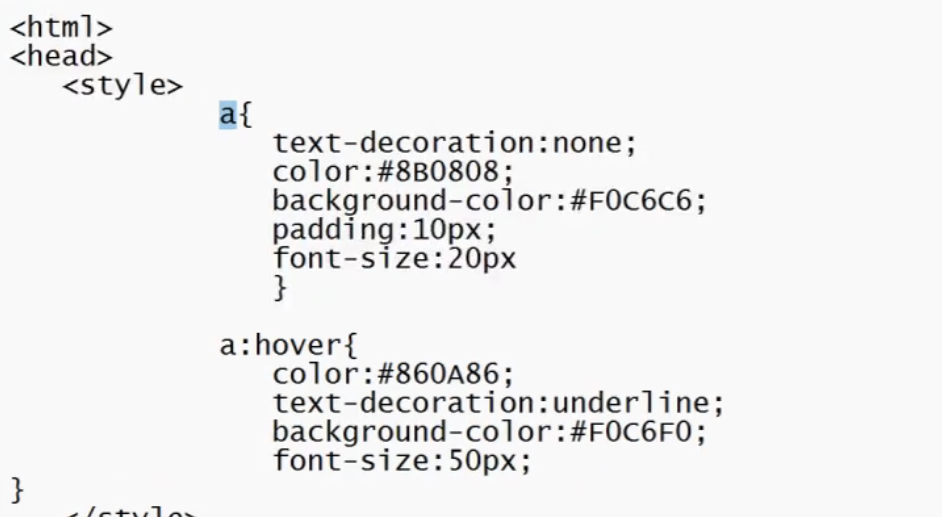 <html>
<head>
<style>
a{
text-decoration:none;
color:#8B0808;
background-color:#F0C6C6;
padding:10px;
font-size:20px
}
a:hover{
color:#860A86;
text-decoration:underline;
background-color:#F0C6F0;
font-size:50px;
}
</style>